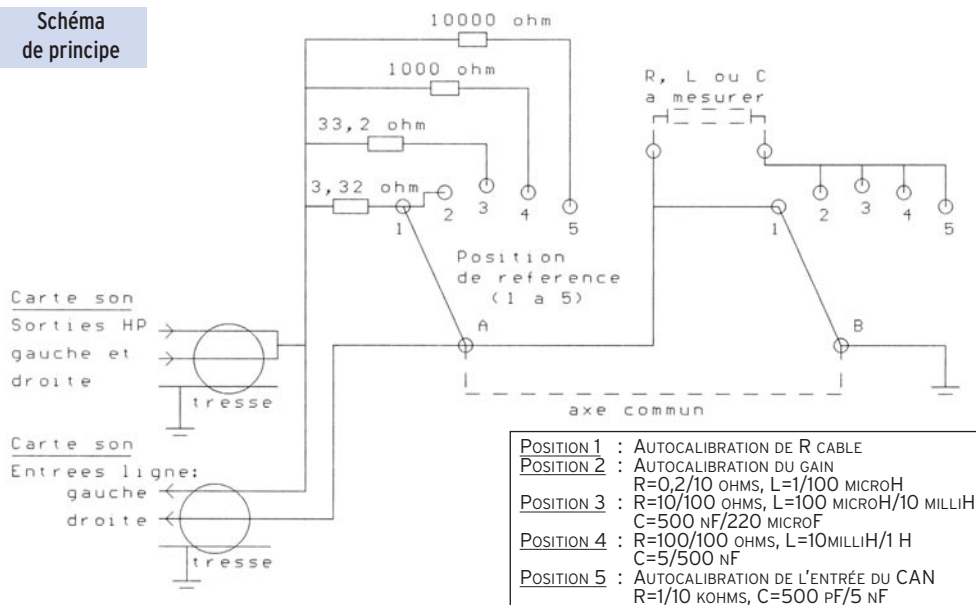 Schéma
de principe
10000 ohm
1000 ohm
33,2 ohm
3,32 ohm
1
2
3
4
5
Position
de reference
(1 a 5)
R, L ou C
a mesurer
1
2
3
4
5
Carte son
Sorties HP
gauche et
droite
tresse
A
B
axe commun
Carte son
Entrees ligne:
gauche
droite
tresse
POSITION 1 : AUTOCALIBRATION DE R CABLE
POSITION 2 : AUTOCALIBRATION DU GAIN
R=0,2/10 OHMS, L=1/100 MICROH
POSITION 3 : R=10/100 OHMS, L=100 MICROH/10 MILLIH
C=500 NF/220 MICROF
POSITION 4 : R=100/100 OHMS, L=10MILLIH/1 H
C=5/500 NF
POSITION 5 : AUTOCALIBRATION DE L'ENTRÉE DU CAN
R=1/10 KOHMS, C=500 PF/5 NF